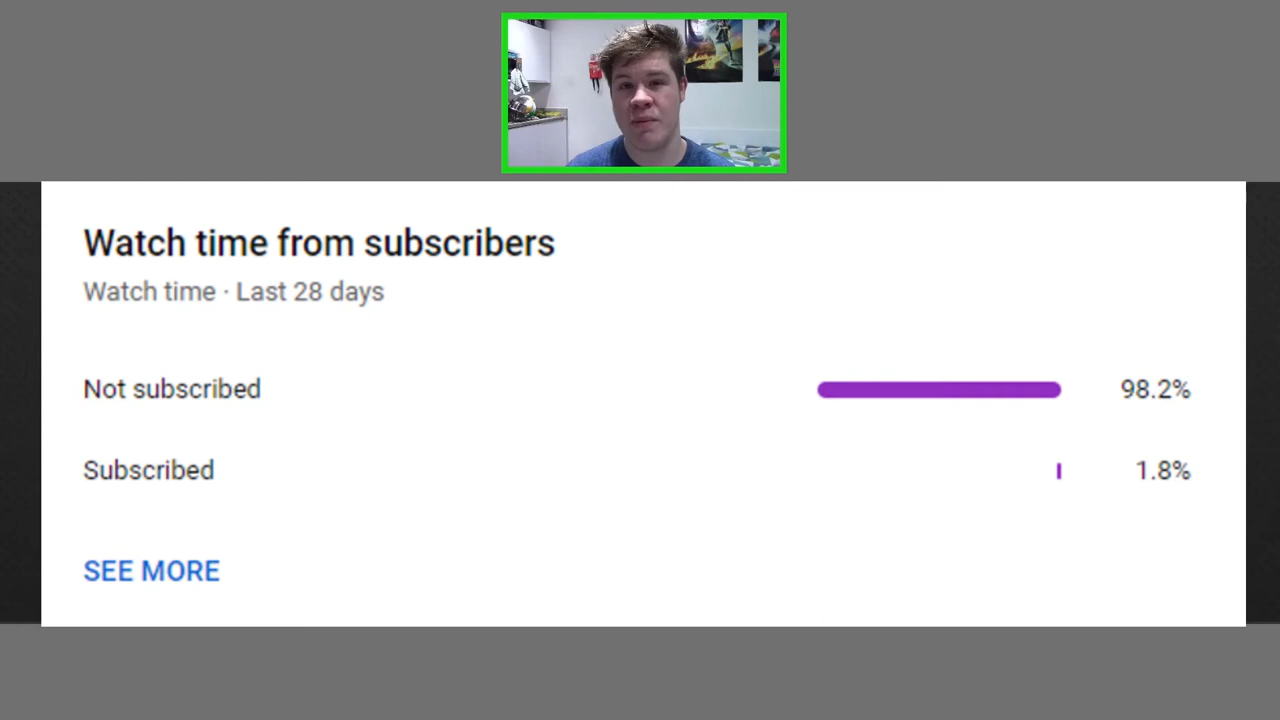 Watch time from subscribers
Watch time · Last 28 days
Not subscribed 98.2%
Subscribed 1.8%
SEE MORE